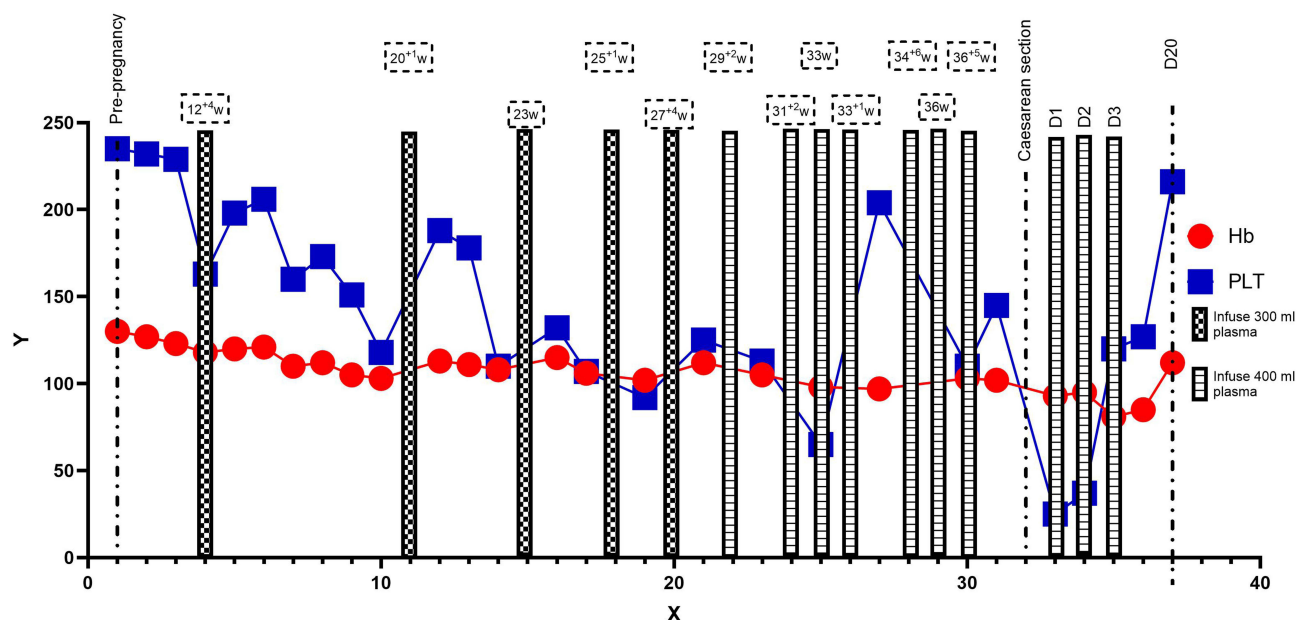 Pre-pregnancy
12⁺⁴w
20⁺¹w
23w
25⁺¹w
27⁺⁴w
29⁺²w
31⁺²w
33w
33⁺¹w
34⁺⁶w
36w
36⁺⁵w
Caesarean section
D1
D2
D3
D20
250
200
150
100
50
0
Y
0
10
20
30
40
X
Hb
PLT
Infuse 300 ml
plasma
Infuse 400 ml
plasma